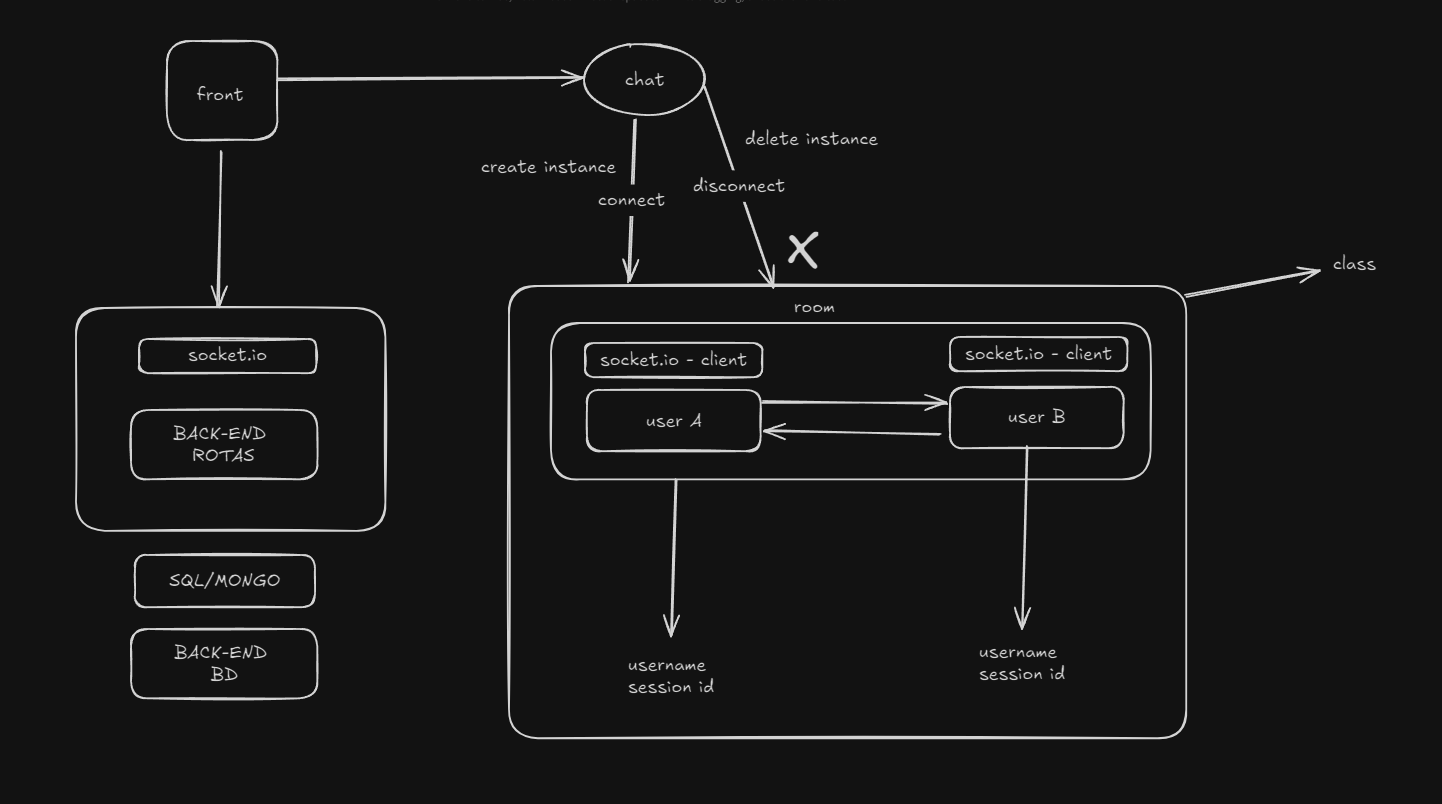 front
chat
delete instance
create instance
disconnect
connect
X
class
room
socket.io
socket.io - client
socket.io - client
BACK-END
ROTAS
user A
user B
SQL/MONGO
BACK-END
BD
username
session id
username
session id